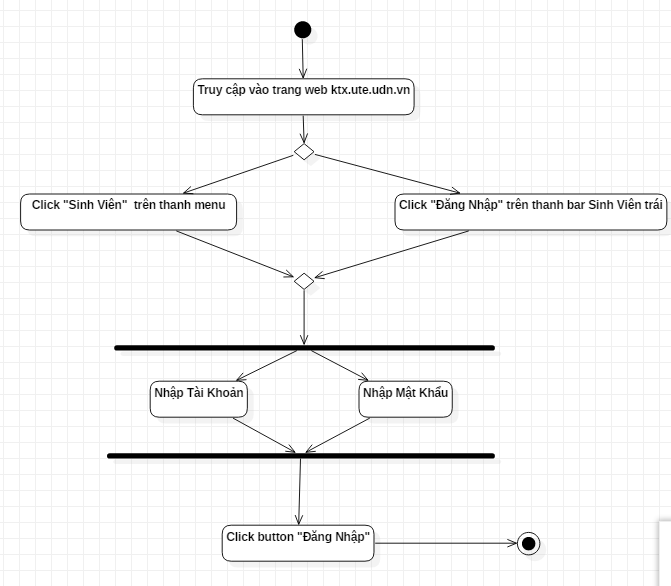 Truy cập vào trang web ktx.ute.udn.vn
Click "Sinh Viên" trên thanh menu
Click "Đăng Nhập" trên thanh bar Sinh Viên trái
Nhập Tài Khoản
Nhập Mật Khẩu
Click button "Đăng Nhập"